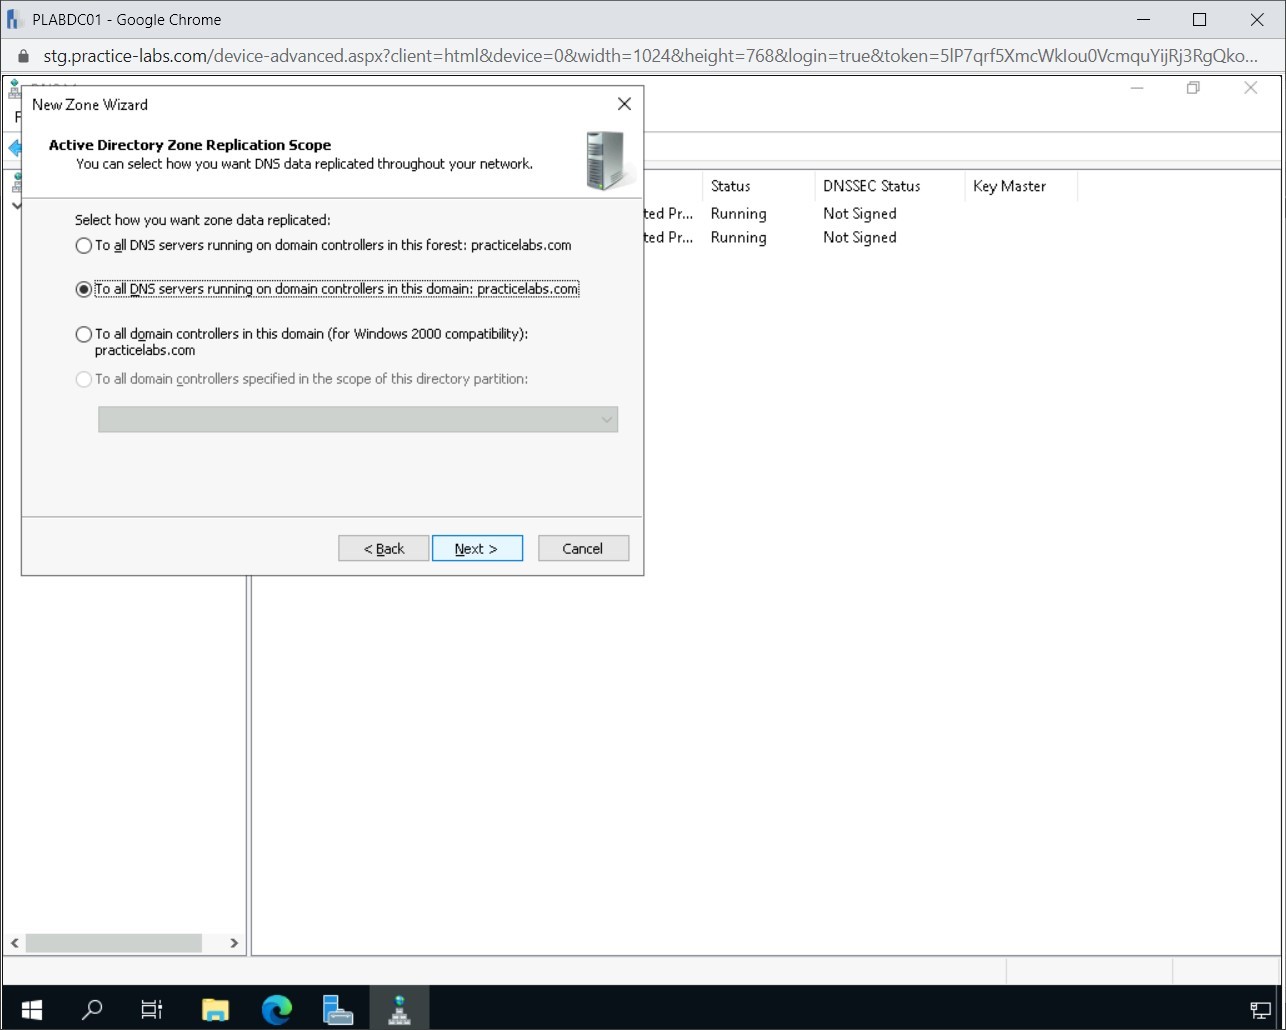 PLABDC01 - Google Chrome
stg.practice-labs.com/device-advanced.aspx?client=html&device=0&width=1024&height=768&login=true&token=5lP7qrf5XmcWkIou0VcmquYijRj3RgQko...
New Zone Wizard
F
Active Directory Zone Replication Scope
You can select how you want DNS data replicated throughout your network.
Status DNSSEC Status Key Master
ted Pr... Running Not Signed
ted Pr... Running Not Signed
Select how you want zone data replicated:
To all DNS servers running on domain controllers in this forest: practicelabs.com
To all DNS servers running on domain controllers in this domain: practicelabs.com
To all domain controllers in this domain (for Windows 2000 compatibility):
practicelabs.com
To all domain controllers specified in the scope of this directory partition:
< Back Next > Cancel